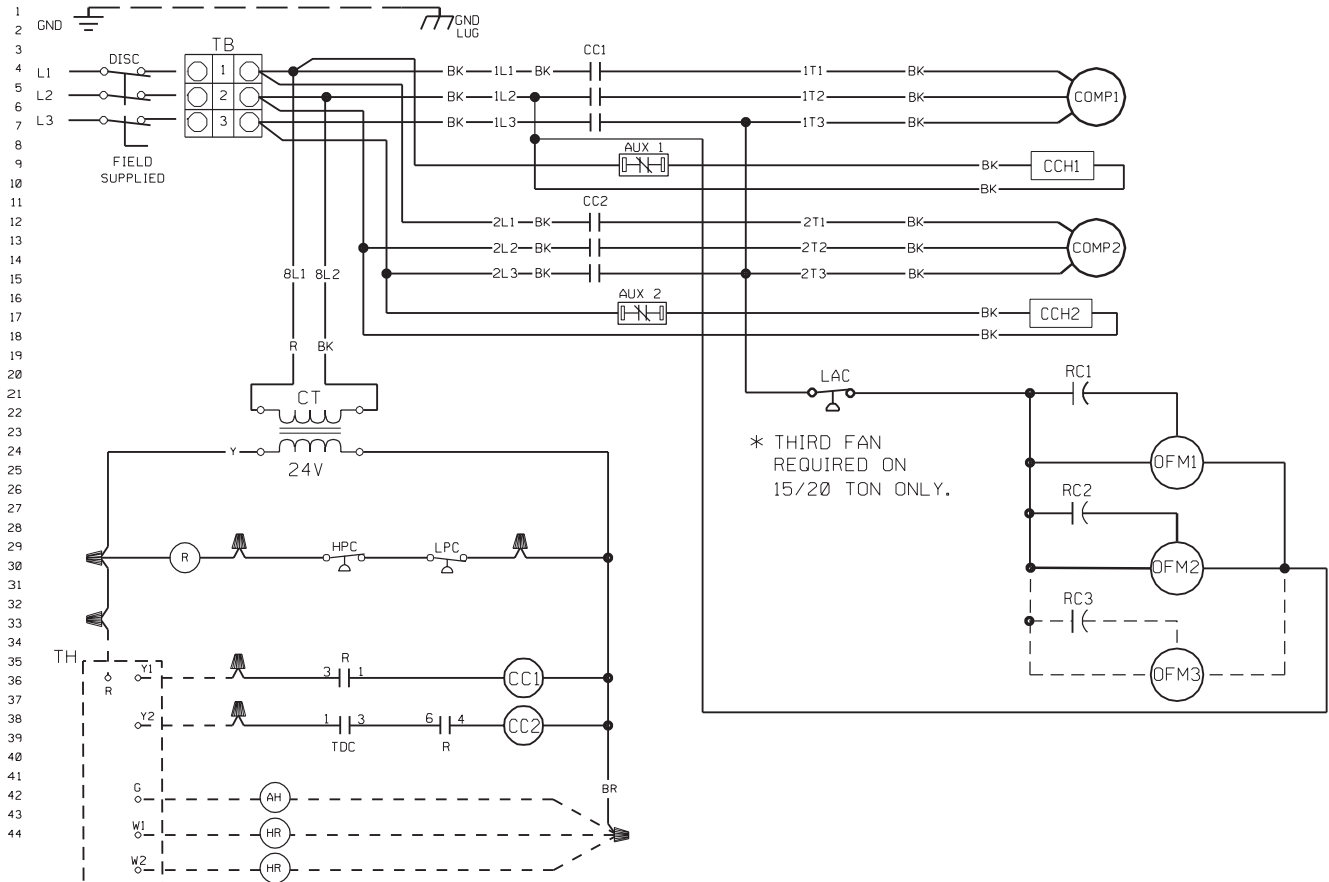 1
2 GND GND
LUG
3 TB CC1
DISC
4 L1 1 BK 1L1 BK 1T1 BK
5 L2 2 BK 1L2 BK 1T2 BK COMP1
6
7 L3 3 BK 1L3 BK 1T3 BK
8 AUX 1
9 FIELD BK CCH1
SUPPLIED
10 BK
11 CC2
12 2L1 BK 2T1 BK
13 2L2 BK 2T2 BK COMP2
14
15 8L1 8L2 2L3 BK 2T3 BK
16 AUX 2
17 BK CCH2
18 BK
19 R BK
20 LAC RC1
21 CT
22
23 * THIRD FAN
24 Y REQUIRED ON OFM1
25 24V 15/20 TON ONLY.
26 RC2
27
28
29 HPC LPC
30 R OFM2
31
32 RC3
33
34
35 TH Y1 R
36 R 3 1 CC1 OFM3
37
38 Y2 1 3 6 4 CC2
39 TDC R
40
41 G BR
42 AH
43 W1
44 HR
W2
HR